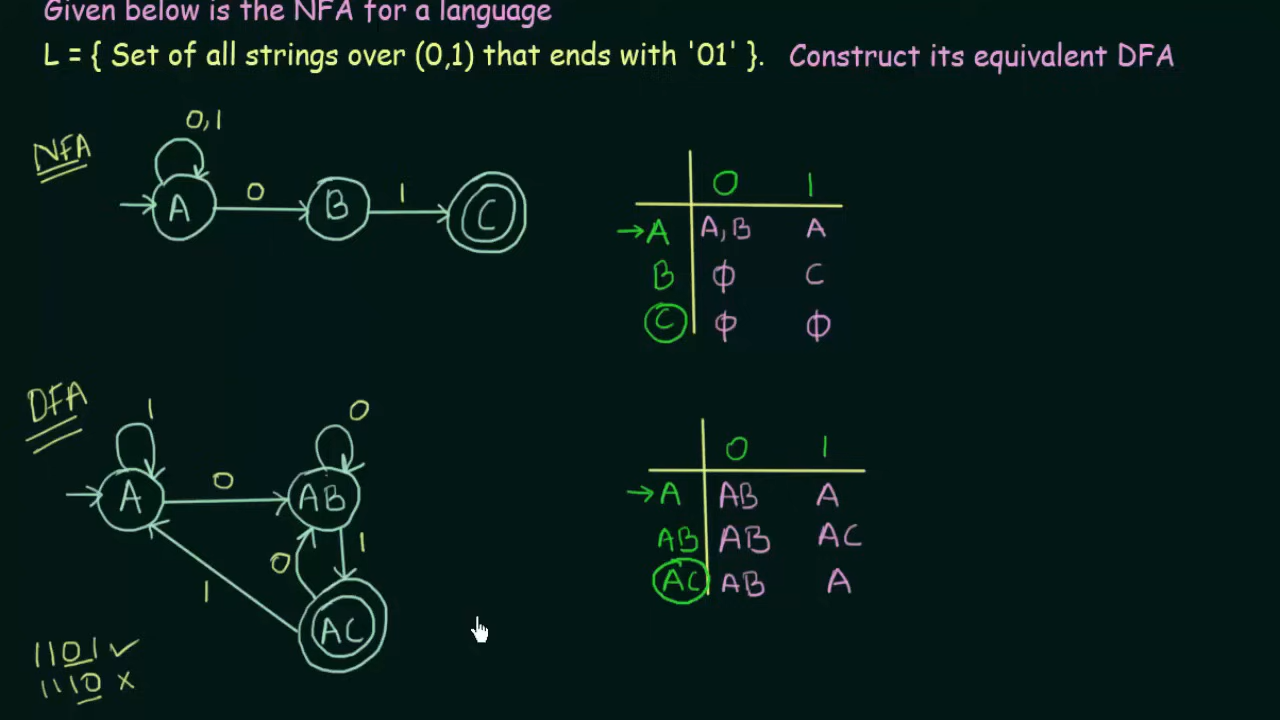 Given below is the NFA for a language
L = { Set of all strings over (0,1) that ends with '01' }. Construct its equivalent DFA
NFA
0,1
A 0 B 1 C
0 1
→A A,B A
B ϕ C
C ϕ ϕ
DFA
1 0
A 0 AB
0 1
1
AC
0 1
→A AB A
AB AB AC
AC AB A
1101 ✓
1110 x